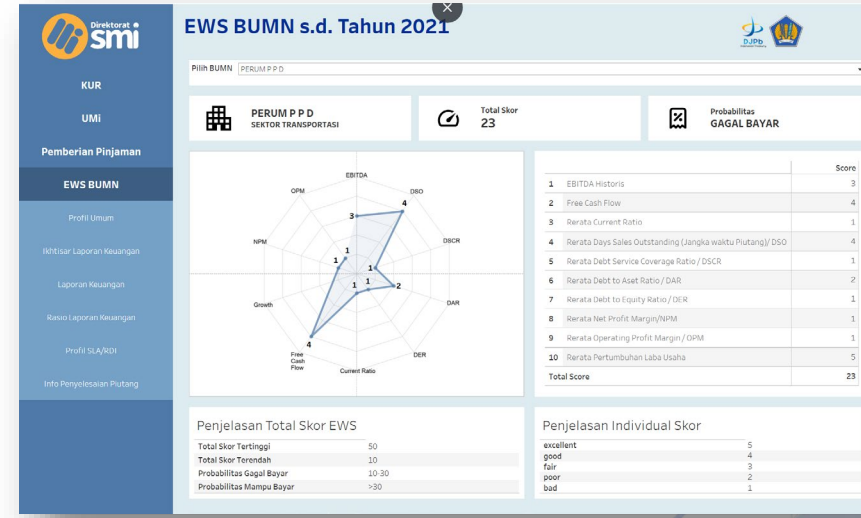 Direktorat
smi
EWS BUMN s.d. Tahun 2021
DJPb
Pilih BUMN PERUM P P D
KUR
UMi
Pemberian Pinjaman
EWS BUMN
Profil Umum
Ikhtisar Laporan Keuangan
Laporan Keuangan
Rasio Laporan Keuangan
Profil SLA/RDI
Info Penyelesaian Piutang
PERUM P P D
SEKTOR TRANSPORTASI
Total Skor
23
Probabilitas
GAGAL BAYAR
EBITDA
OPM
DSO
4
3
NPM
DSCR
1
1
1
1
1
2
Growth
DAR
4
Free
Cash
Flow
Current Ratio
DER
Score
1 EBITDA Historis 3
2 Free Cash Flow 4
3 Rerata Current Ratio 1
4 Rerata Days Sales Outstanding (Jangka waktu Piutang)/ DSO 4
5 Rerata Debt Service Coverage Ratio / DSCR 1
6 Rerata Debt to Aset Ratio / DAR 2
7 Rerata Debt to Equity Ratio / DER 1
8 Rerata Net Profit Margin/NPM 1
9 Rerata Operating Profit Margin / OPM 1
10 Rerata Pertumbuhan Laba Usaha 5
Total Score 23
Penjelasan Total Skor EWS
Total Skor Tertinggi 50
Total Skor Terendah 10
Probabilitas Gagal Bayar 10-30
Probabilitas Mampu Bayar >30
Penjelasan Individual Skor
excellent 5
good 4
fair 3
poor 2
bad 1